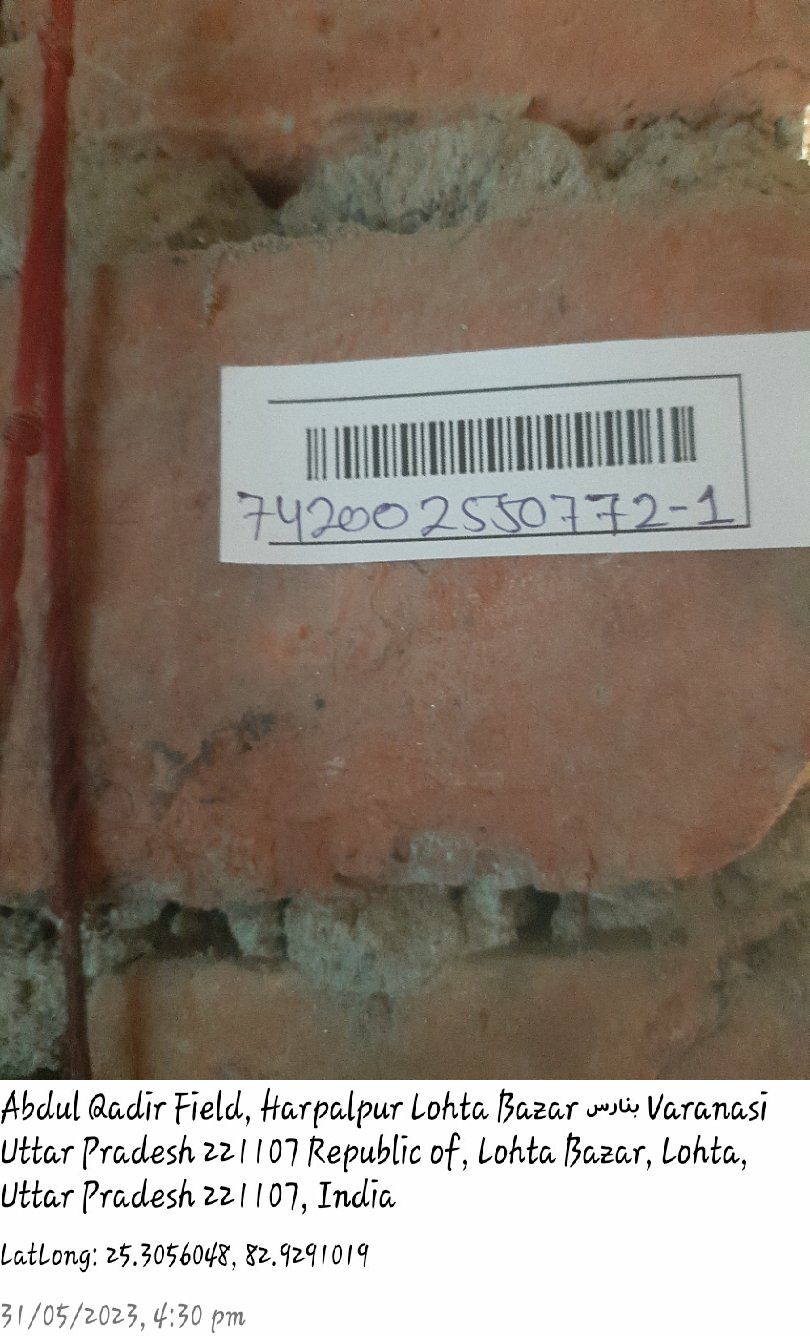 742002550772-1
Abdul Qadir Field, Harpalpur Lohta Bazar بنارس Varanasi
Uttar Pradesh 221107 Republic of, Lohta Bazar, Lohta,
Uttar Pradesh 221107, India
LatLong: 25.3056048, 82.9291019
31/05/2023, 4:30 pm